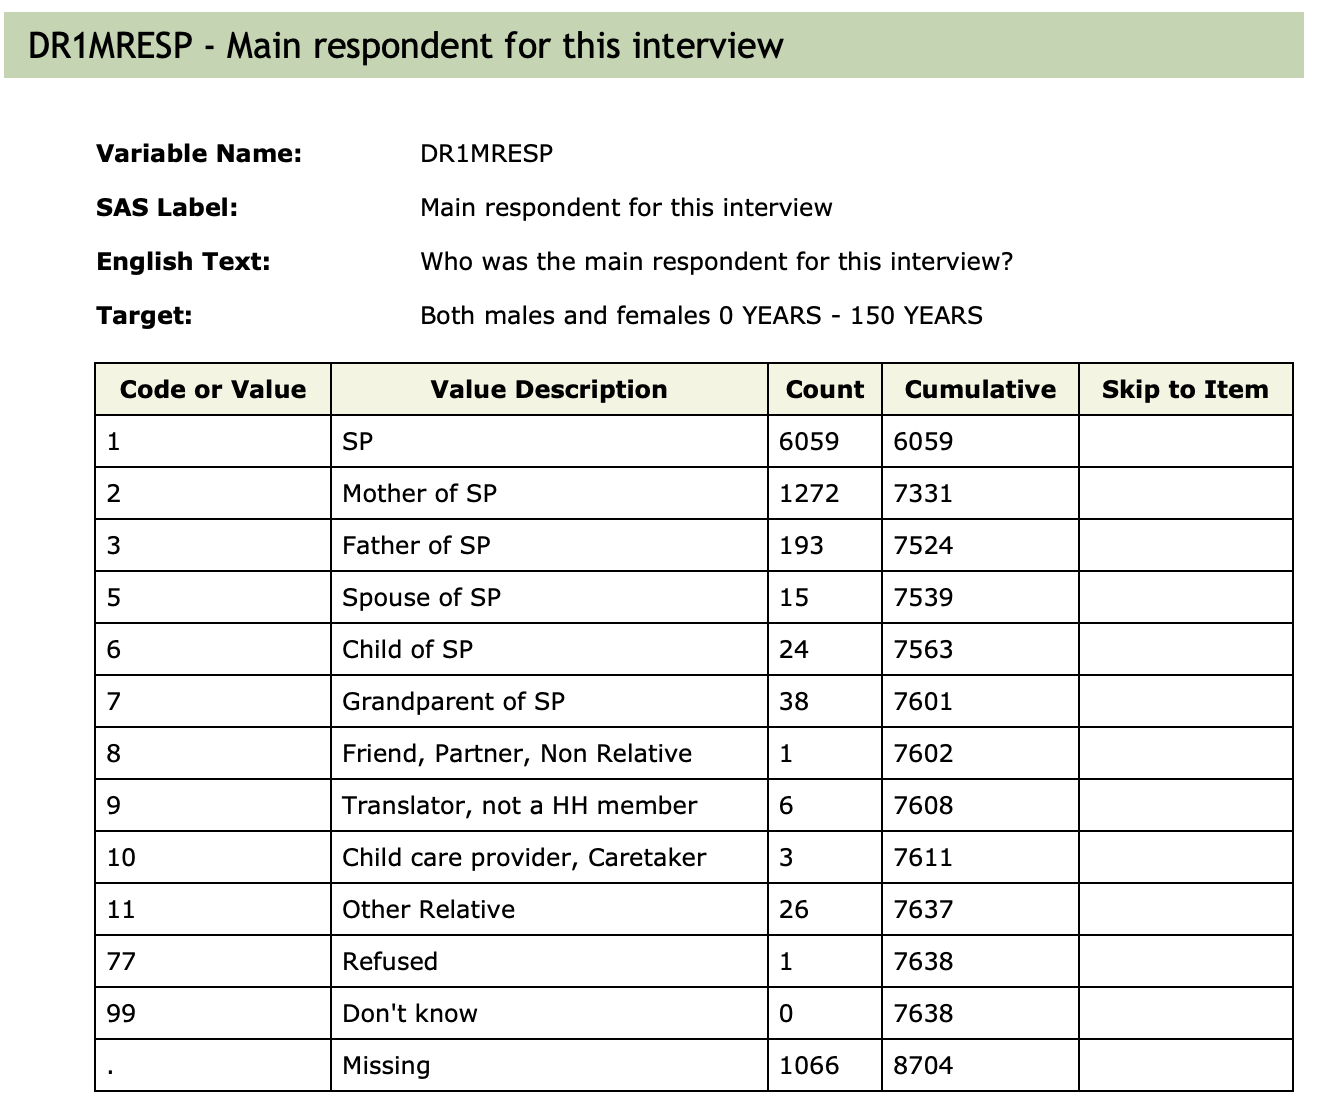 DR1MRESP - Main respondent for this interview
Variable Name: DR1MRESP
SAS Label: Main respondent for this interview
English Text: Who was the main respondent for this interview?
Target: Both males and females 0 YEARS - 150 YEARS
Code or Value Value Description Count Cumulative Skip to Item
1 SP 6059 6059
2 Mother of SP 1272 7331
3 Father of SP 193 7524
5 Spouse of SP 15 7539
6 Child of SP 24 7563
7 Grandparent of SP 38 7601
8 Friend, Partner, Non Relative 1 7602
9 Translator, not a HH member 6 7608
10 Child care provider, Caretaker 3 7611
11 Other Relative 26 7637
77 Refused 1 7638
99 Don't know 0 7638
. Missing 1066 8704